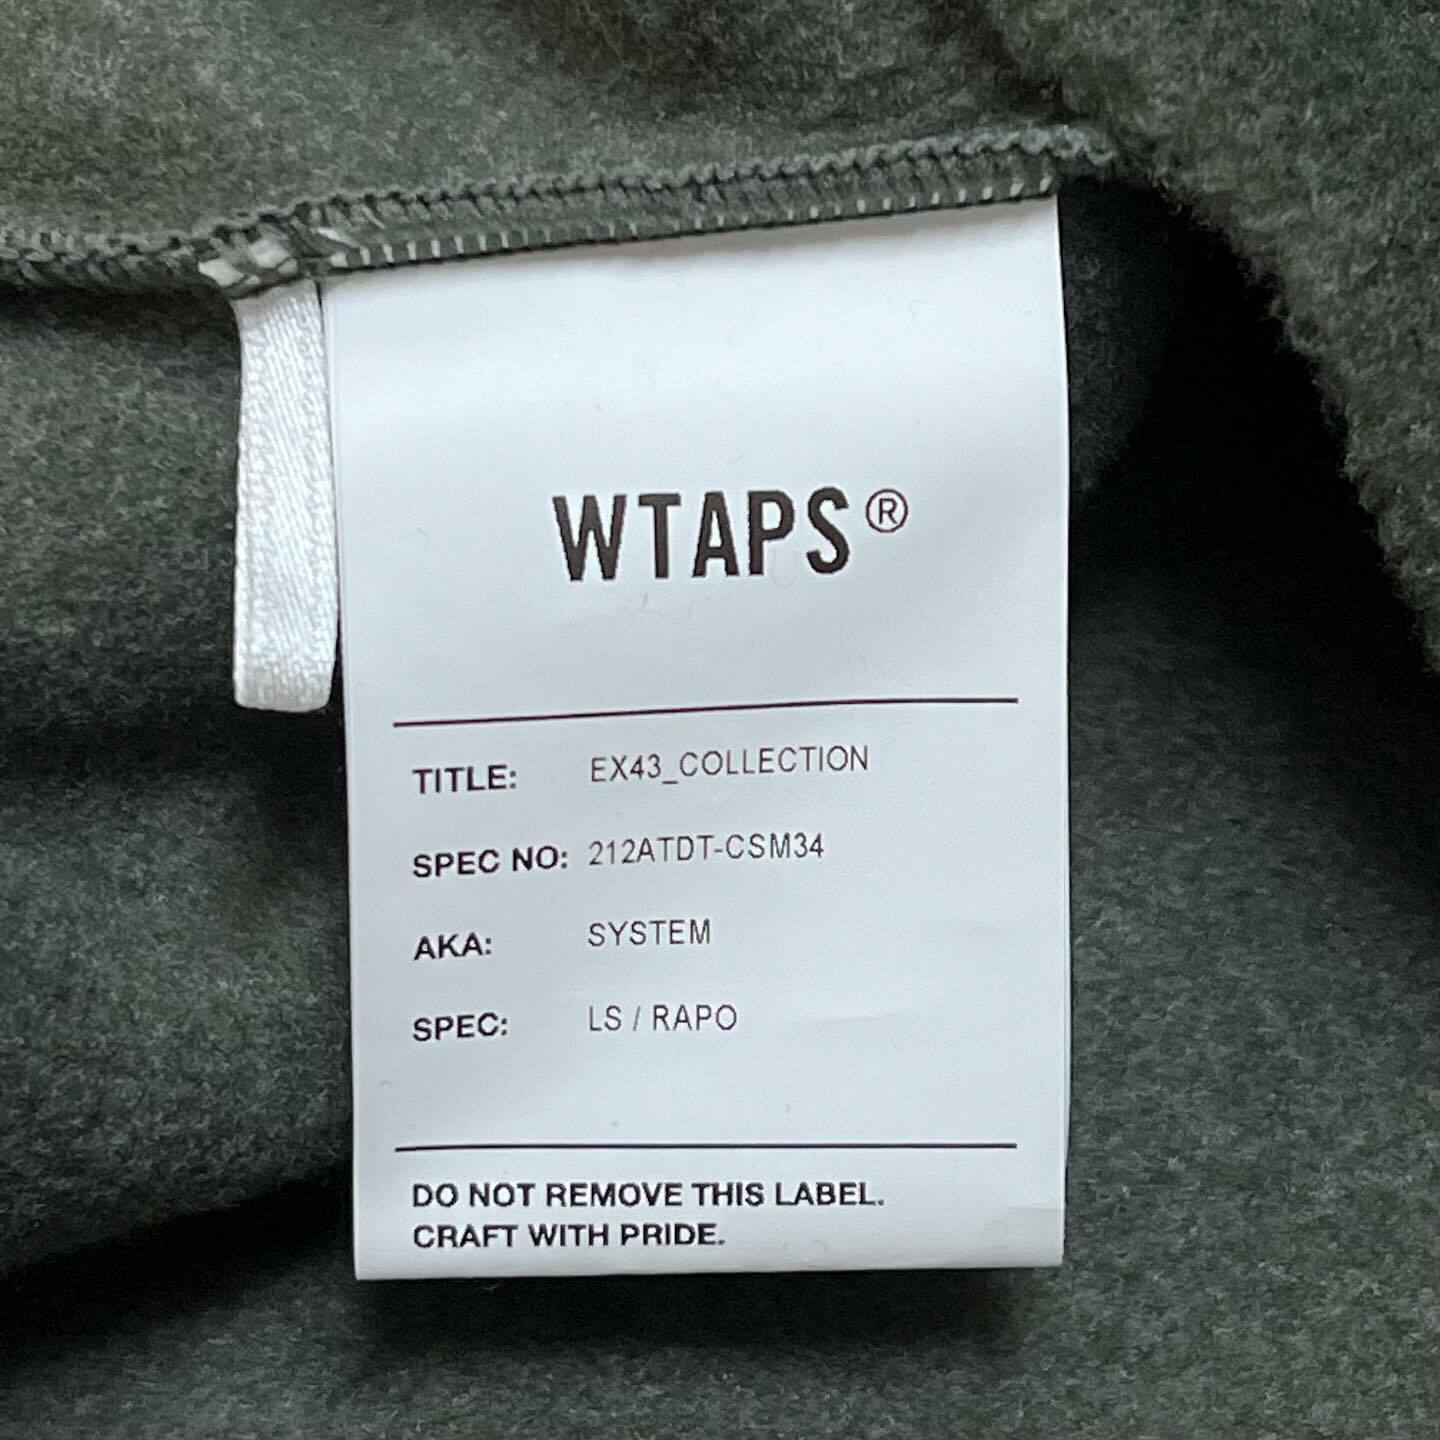 WTAPS®
TITLE: EX43_COLLECTION
SPEC NO: 212ATDT-CSM34
AKA: SYSTEM
SPEC: LS / RAPO
DO NOT REMOVE THIS LABEL.
CRAFT WITH PRIDE.